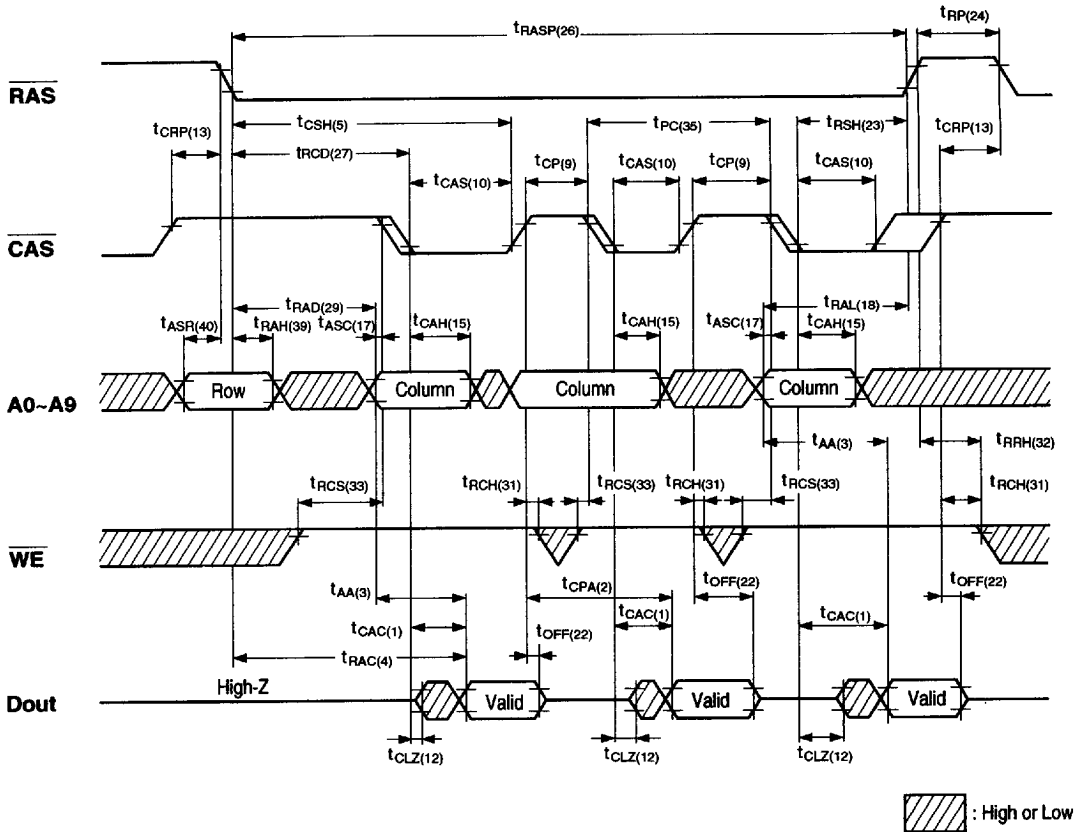 tRASP(26)
tRP(24)
RAS
tCRP(13)
tCSH(5)
tPC(35)
tRSH(23)
tCRP(13)
tRCD(27)
tCAS(10)
tCP(9)
tCAS(10)
tCP(9)
tCAS(10)
CAS
tRAD(29)
tRAL(18)
tASR(40)
tRAH(39)
tASC(17)
tCAH(15)
tCAH(15)
tASC(17)
tCAH(15)
A0~A9
Row
Column
Column
Column
tAA(3)
tRRH(32)
tRCS(33)
tRCH(31)
tRCS(33)
tRCH(31)
tRCS(33)
tRCH(31)
WE
tAA(3)
tCPA(2)
tOFF(22)
tOFF(22)
tCAC(1)
tOFF(22)
tCAC(1)
tCAC(1)
tRAC(4)
Dout
High-Z
Valid
Valid
Valid
tCLZ(12)
tCLZ(12)
tCLZ(12)
: High or Low